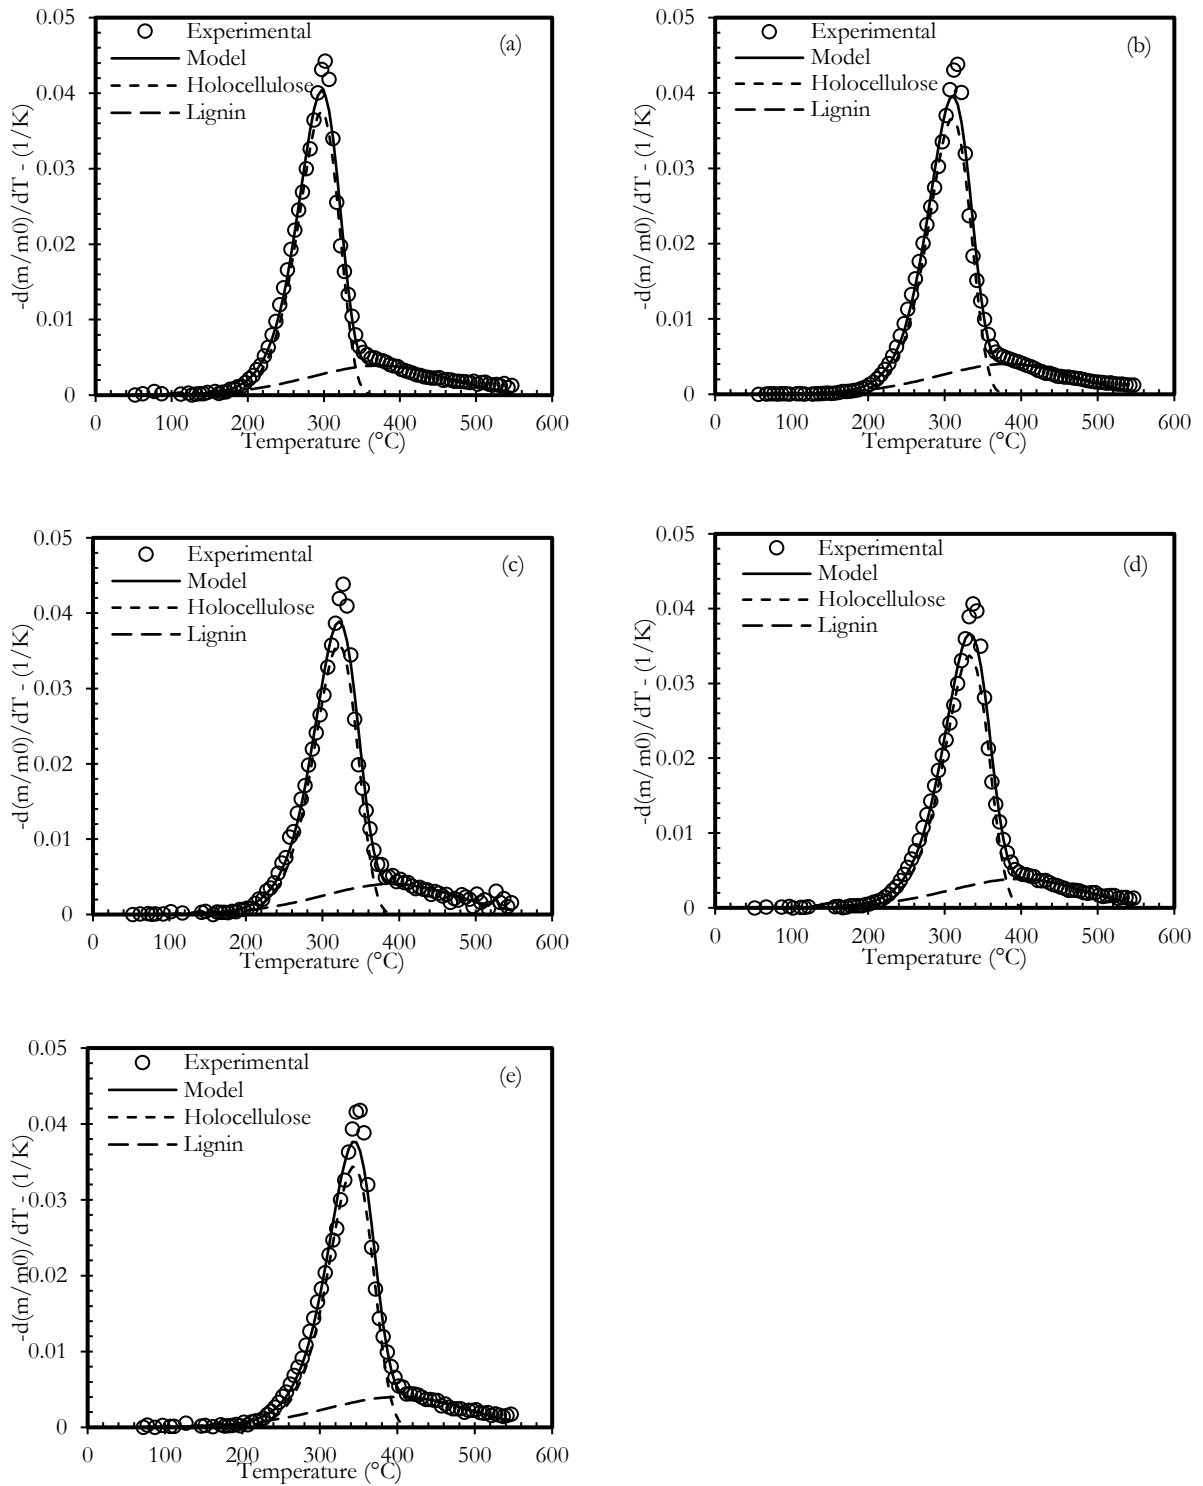 0.05
Experimental
(a)
Model
Holocellulose
0.04
Lignin
0.03
0.02
0.01
0
-d(m/m0)/dT - (1/K)
0 100 200 300 400 500 600
Temperature (°C)
0.05
Experimental
(b)
Model
Holocellulose
0.04
Lignin
0.03
0.02
0.01
0
-d(m/m0)/dT - (1/K)
0 100 200 300 400 500 600
Temperature (°C)
0.05
Experimental
(c)
Model
Holocellulose
0.04
Lignin
0.03
0.02
0.01
0
-d(m/m0)/dT - (1/K)
0 100 200 300 400 500 600
Temperature (°C)
0.05
Experimental
(d)
Model
Holocellulose
0.04
Lignin
0.03
0.02
0.01
0
-d(m/m0)/dT - (1/K)
0 100 200 300 400 500 600
Temperature (°C)
0.05
Experimental
(e)
Model
Holocellulose
0.04
Lignin
0.03
0.02
0.01
0
-d(m/m0)/dT - (1/K)
0 100 200 300 400 500 600
Temperature (°C)